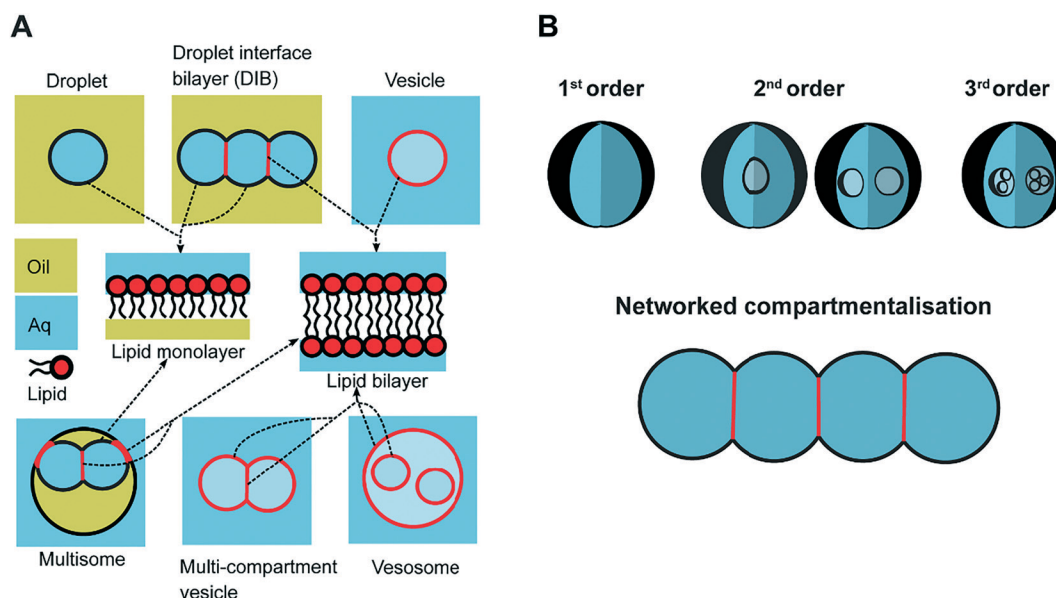 A
Droplet
Droplet interface
bilayer (DIB)
Vesicle
Oil
Aq
Lipid
Lipid monolayer
Lipid bilayer
Multisome
Multi-compartment
vesicle
Vesosome
B
1st order
2nd order
3rd order
Networked compartmentalisation